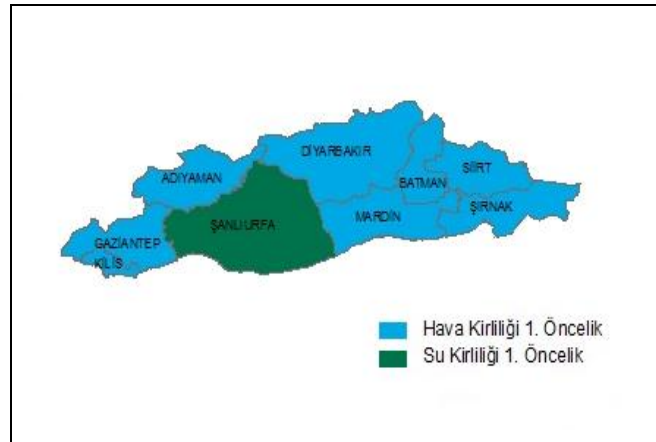 DİYARBAKIR
SİİRT
ADIYAMAN
BATMAN
ŞANLIURFA
MARDİN
ŞIRNAK
GAZİANTEP
KİLİS
Hava Kirliliği 1. Öncelik
Su Kirliliği 1. Öncelik